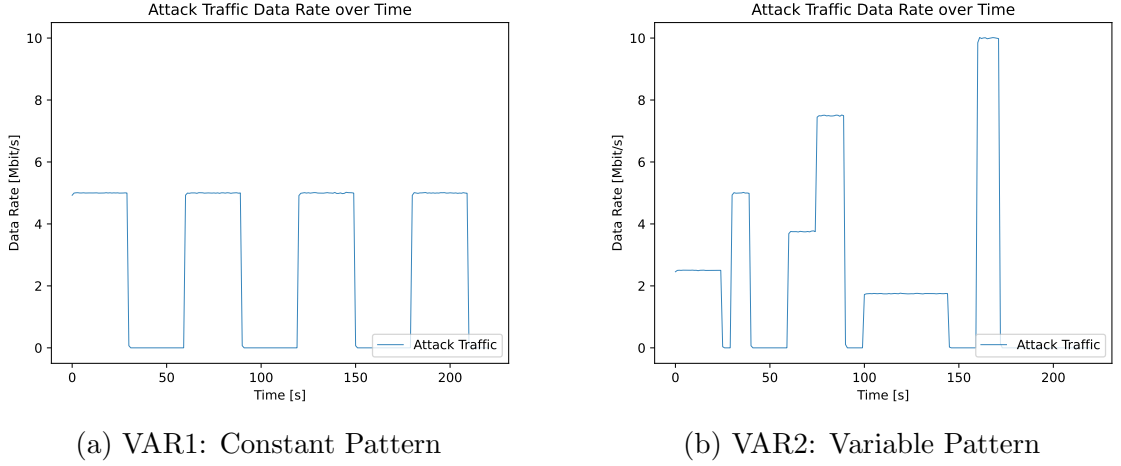 Attack Traffic Data Rate over Time
10
8
6
4
2
0
Data Rate [Mbit/s]
0 50 100 150 200
Time [s]
Attack Traffic
(a) VAR1: Constant Pattern
Attack Traffic Data Rate over Time
10
8
6
4
2
0
Data Rate [Mbit/s]
0 50 100 150 200
Time [s]
Attack Traffic
(b) VAR2: Variable Pattern